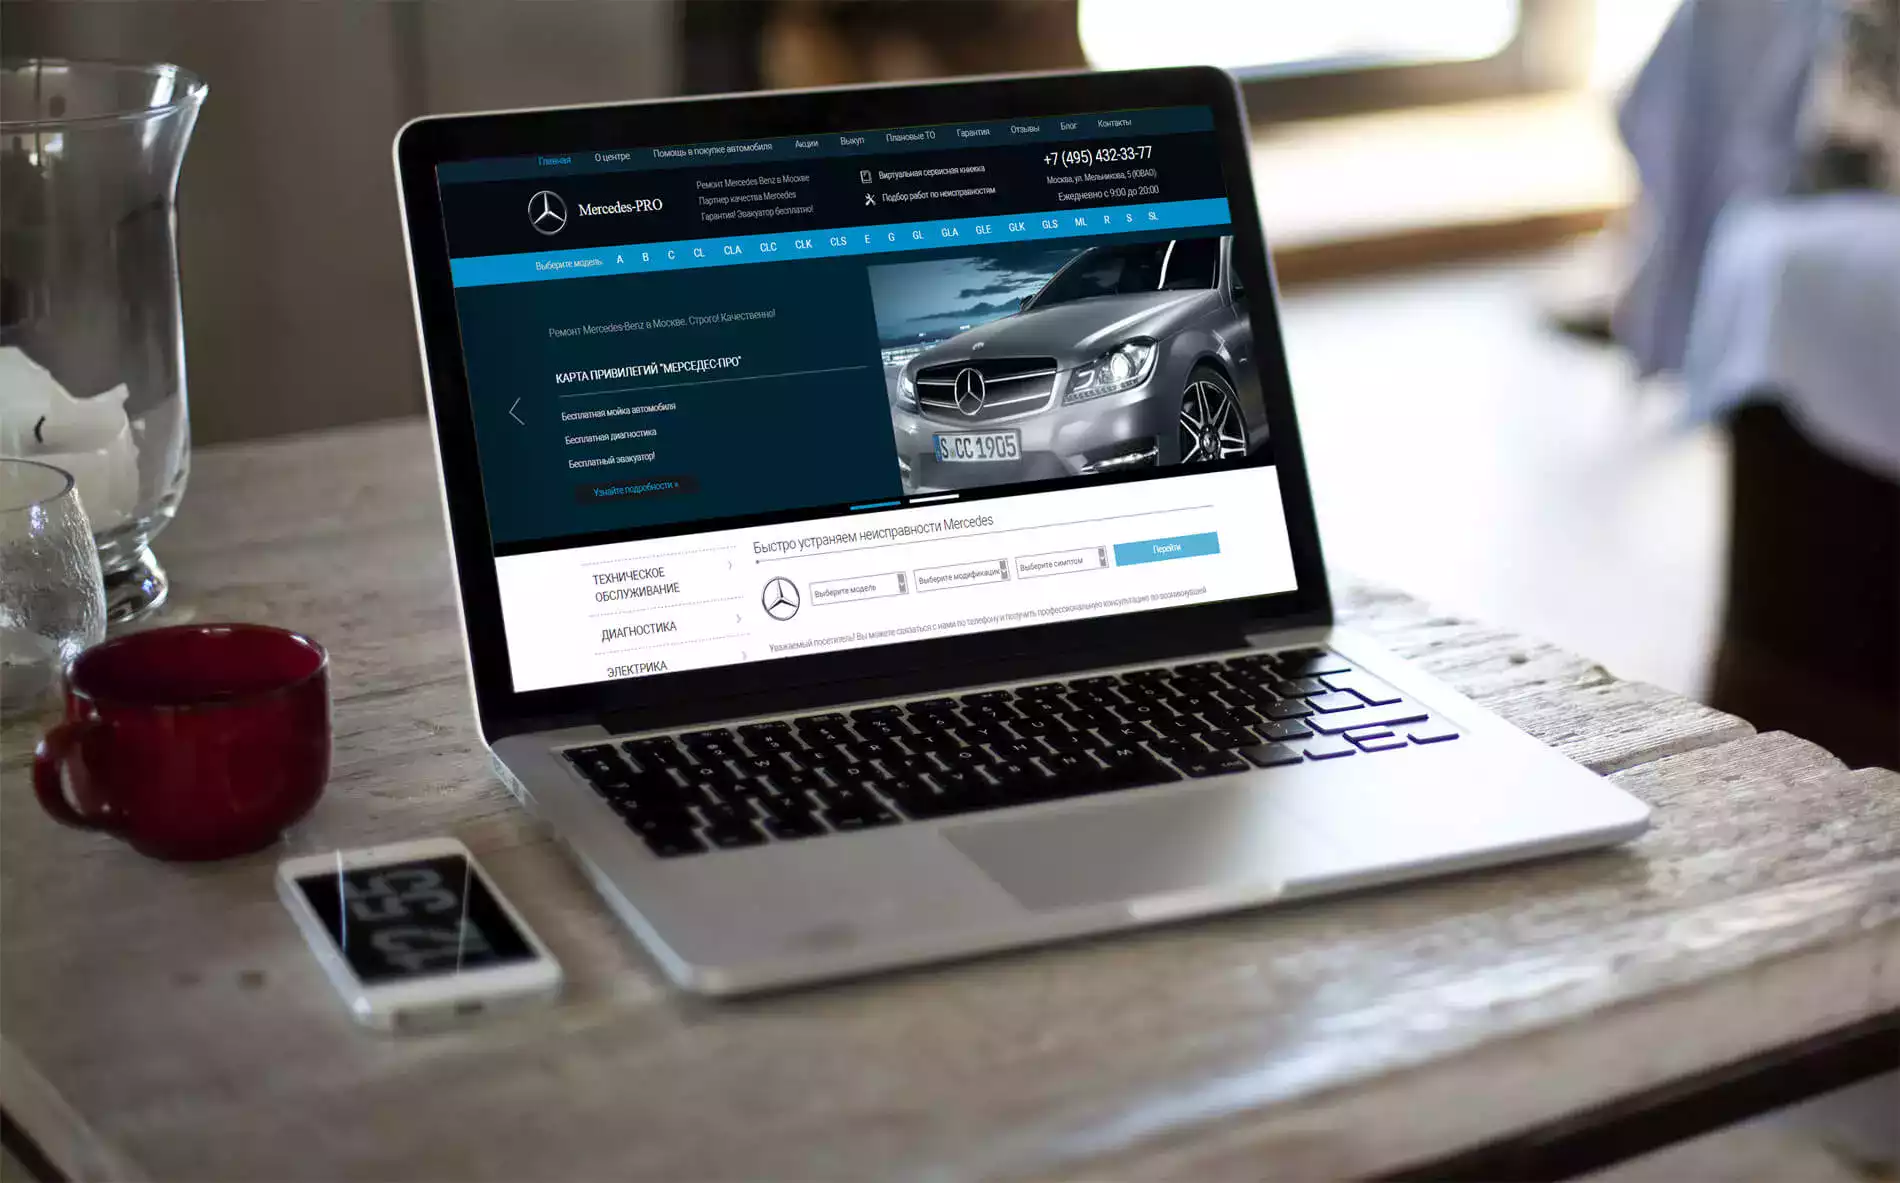 Главная О центре Помощь в покупке автомобиля Акции Выкуп Плановые ТО Гарантия Отзывы Блог Контакты
Mercedes-PRO
Ремонт Mercedes Benz в Москве
Партнер качества Mercedes
Гарантия! Эвакуатор бесплатно!
Виртуальная сервисная книжка
Подбор работ по неисправностям
+7 (495) 432-33-77
Москва, ул. Мельникова, 5 (ЮВАО)
Ежедневно с 9:00 до 20:00
Выберите модель: A B C CL CLA CLC CLK CLS E G GL GLA GLE GLK GLS ML R S SL
Ремонт Mercedes-Benz в Москве. Строго! Качественно!
КАРТА ПРИВИЛЕГИЙ "МЕРСЕДЕС-ПРО"
Бесплатная мойка автомобиля
Бесплатная диагностика
Бесплатный эвакуатор!
Узнайте подробности »
S CC 1905
ТЕХНИЧЕСКОЕ
ОБСЛУЖИВАНИЕ
ДИАГНОСТИКА
ЭЛЕКТРИКА
Быстро устраняем неисправности Mercedes
Выберите модель Выберите модификацию Выберите симптом Перейти
Уважаемый посетитель! Вы можете связаться с нами по телефону и получить профессиональную консультацию по возникнувшей
12 55